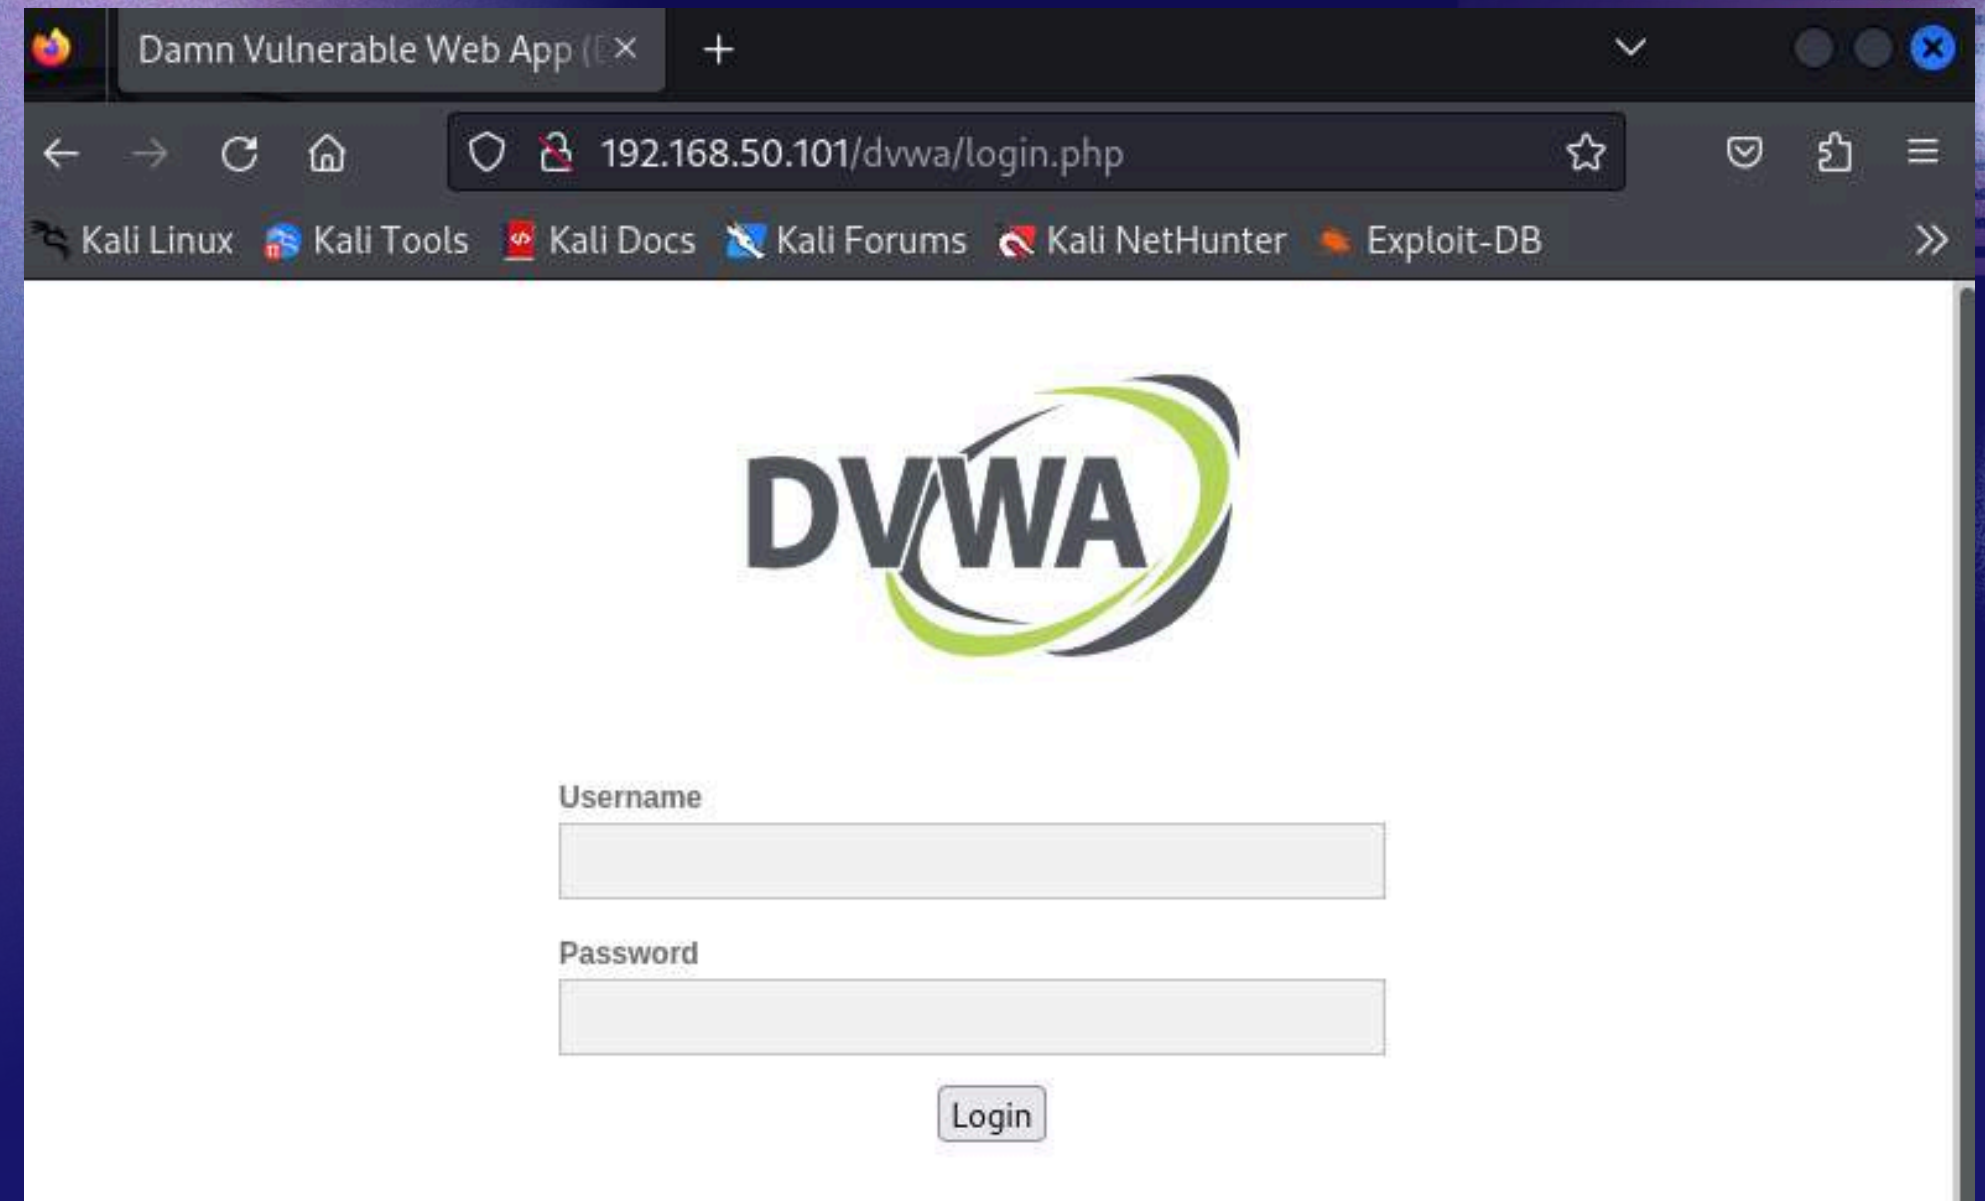 Damn Vulnerable Web App (
192.168.50.101/dvwa/login.php
Kali Linux Kali Tools Kali Docs Kali Forums Kali NetHunter Exploit-DB
DVWA
Username
Password
Login